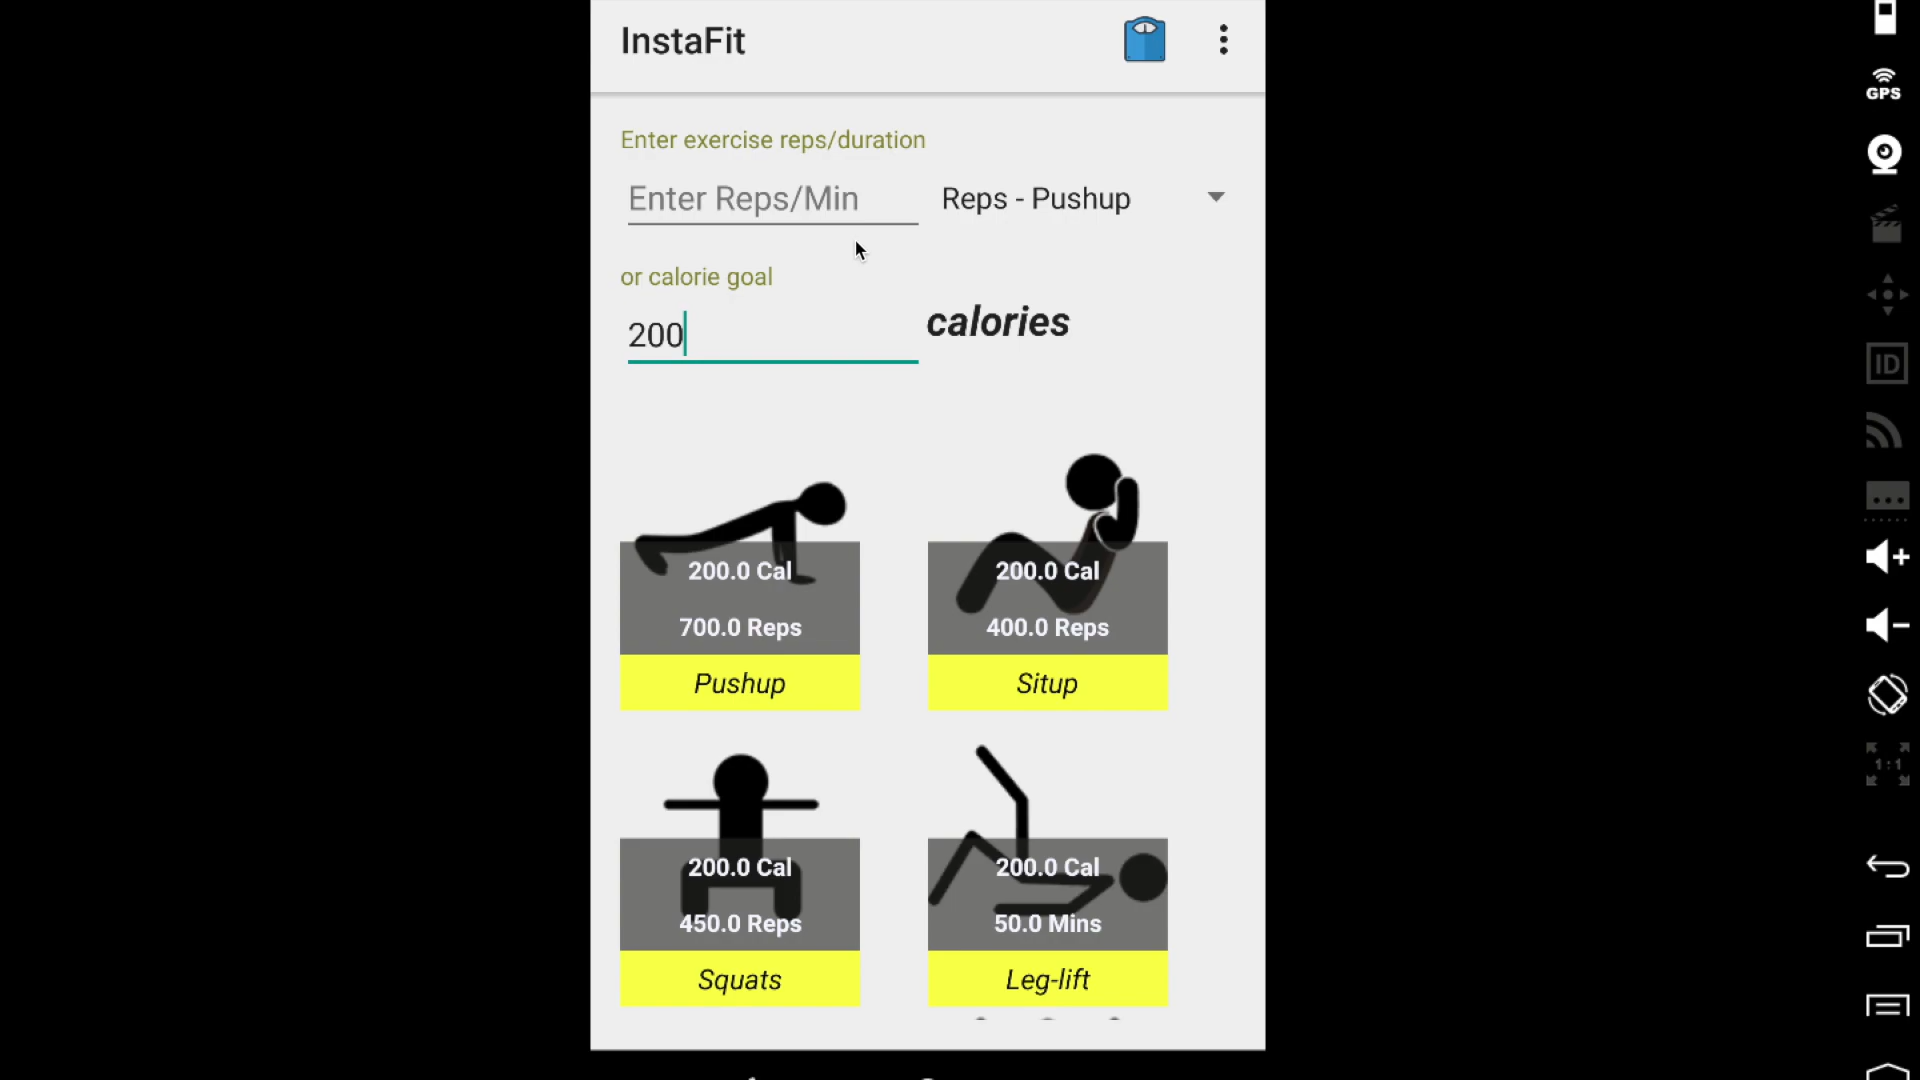 InstaFit
Enter exercise reps/duration
Enter Reps/Min
Reps - Pushup
or calorie goal
200
calories
200.0 Cal
700.0 Reps
Pushup
200.0 Cal
400.0 Reps
Situp
200.0 Cal
450.0 Reps
Squats
200.0 Cal
50.0 Mins
Leg-lift
GPS
ID
1:1